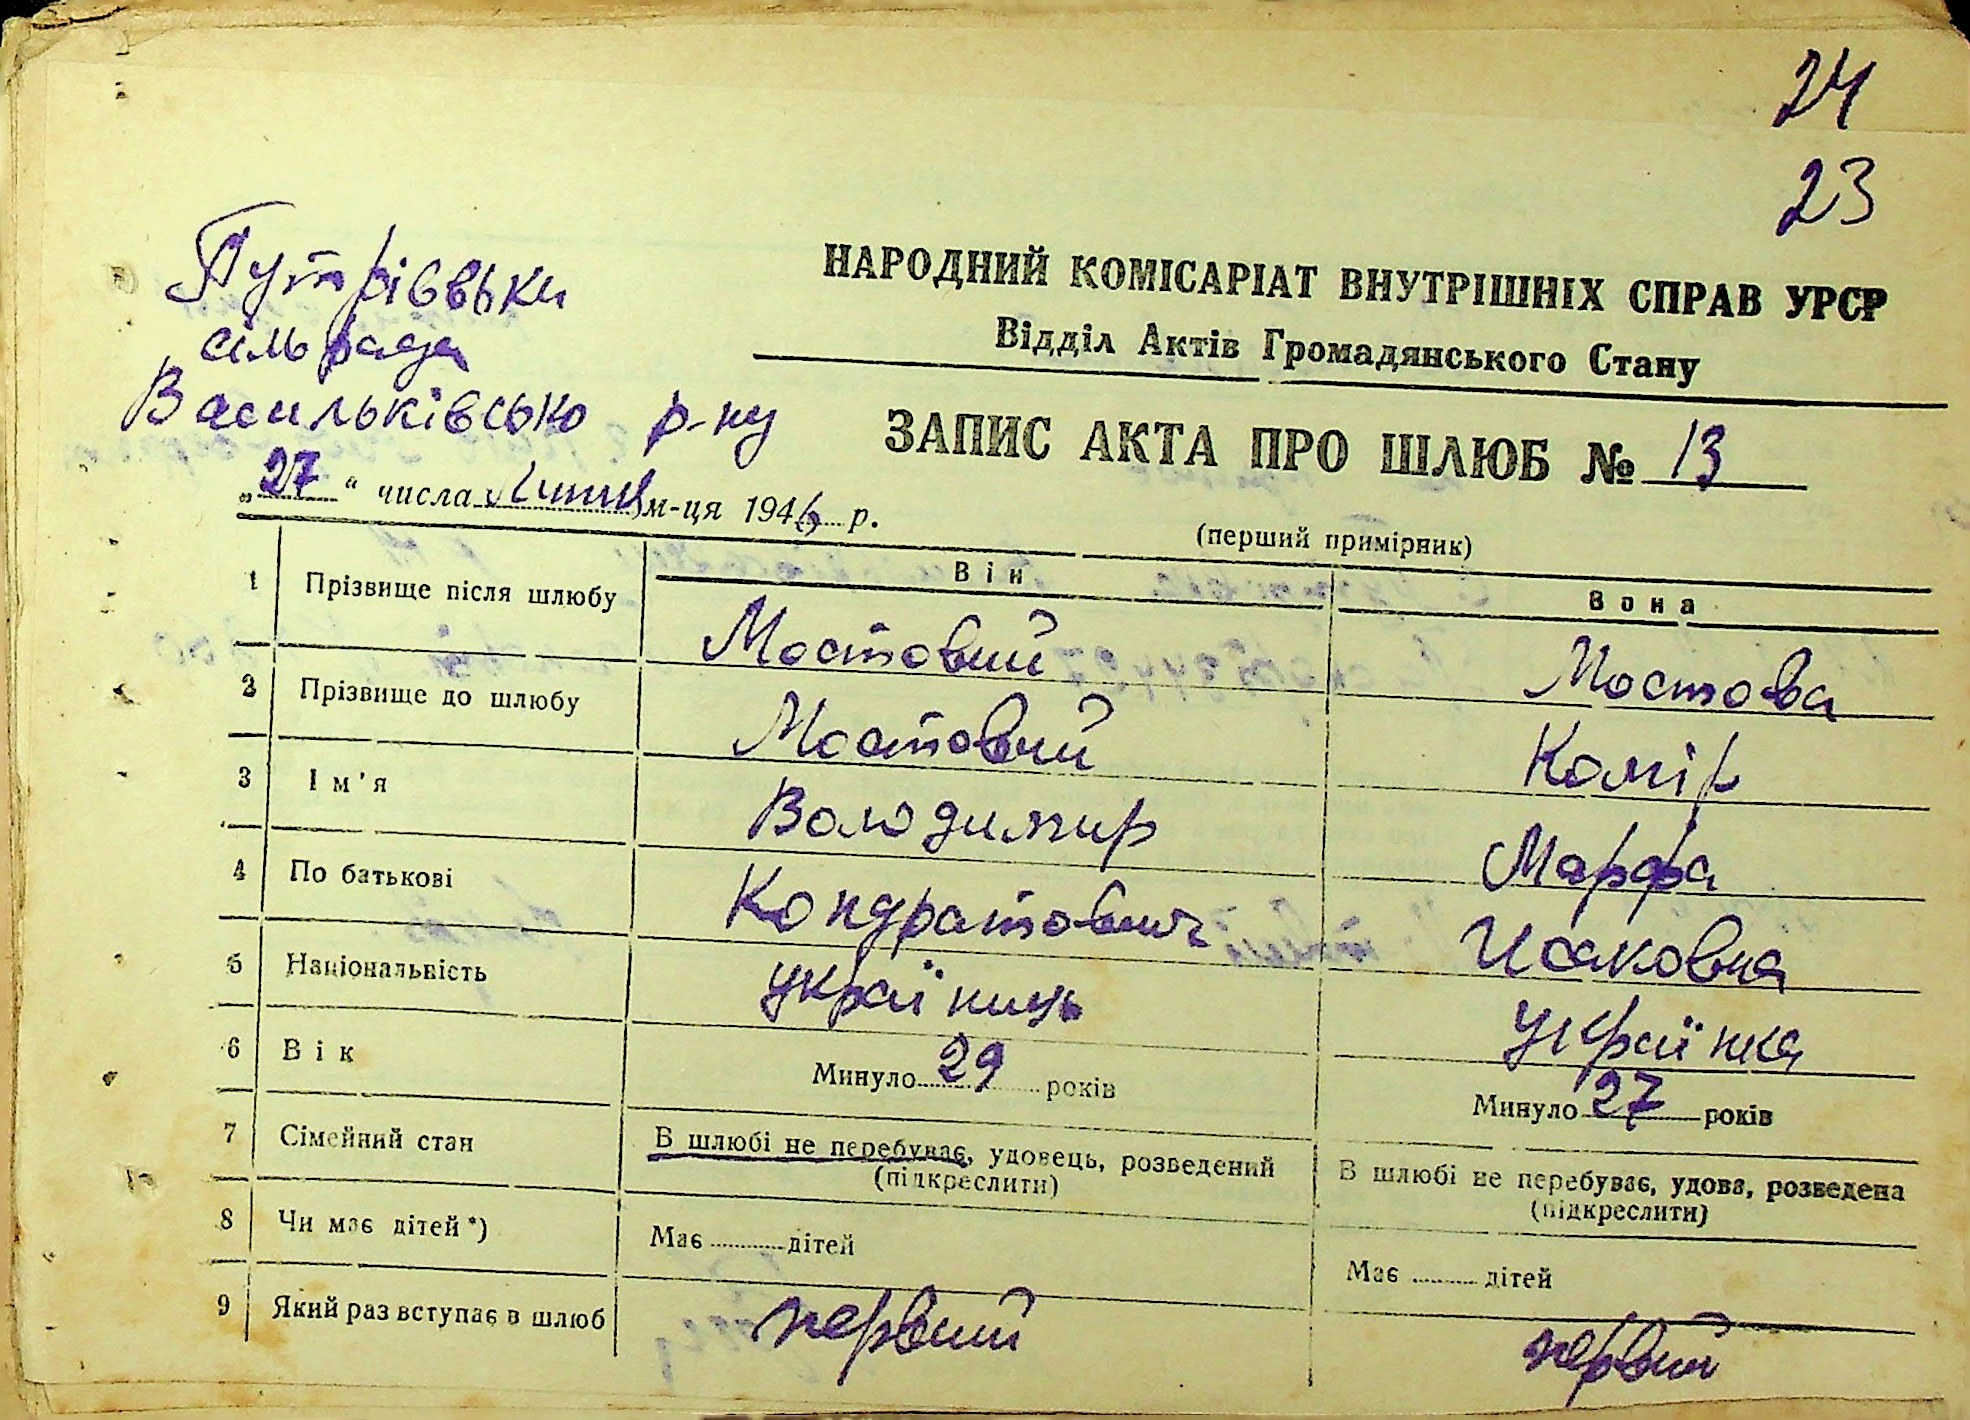 24
23
Путріввька
сільрада
Васильківсько р-ну
„27“ числа Липня м-ця 1946 р.
НАРОДНИЙ КОМІСАРІАТ ВНУТРІШНІХ СПРАВ УРСР
Відділ Актів Громадянського Стану
ЗАПИС АКТА ПРО ШЛЮБ № 13
(перший примірник)
Він Вона
1 Прізвище після шлюбу Мостовий Мостова
2 Прізвище до шлюбу Мостовий Комір
3 Ім'я Володимир Марфа
4 По батькові Кондратович Исаковна
5 Національність українць українка
6 Вік Минуло 29 років Минуло 27 років
7 Сімейний стан В шлюбі не перебуває, удовець, розведений В шлюбі не перебуває, удова, розведена
(підкреслити) (підкреслити)
8 Чи має дітей*) Має ........... дітей Має .......... дітей
9 Який раз вступає в шлюб первий первий